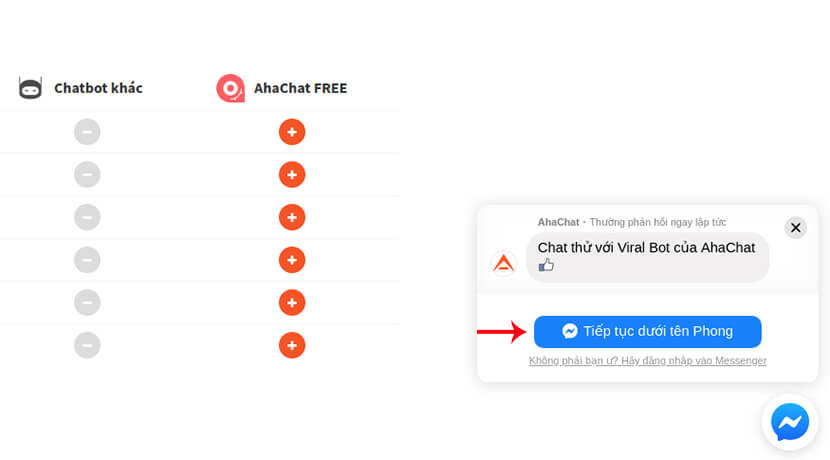 Chatbot khác
AhaChat FREE
AhaChat · Thường phản hồi ngay lập tức
Chat thử với Viral Bot của AhaChat
Tiếp tục dưới tên Phong
Không phải bạn ư? Hãy đăng nhập vào Messenger